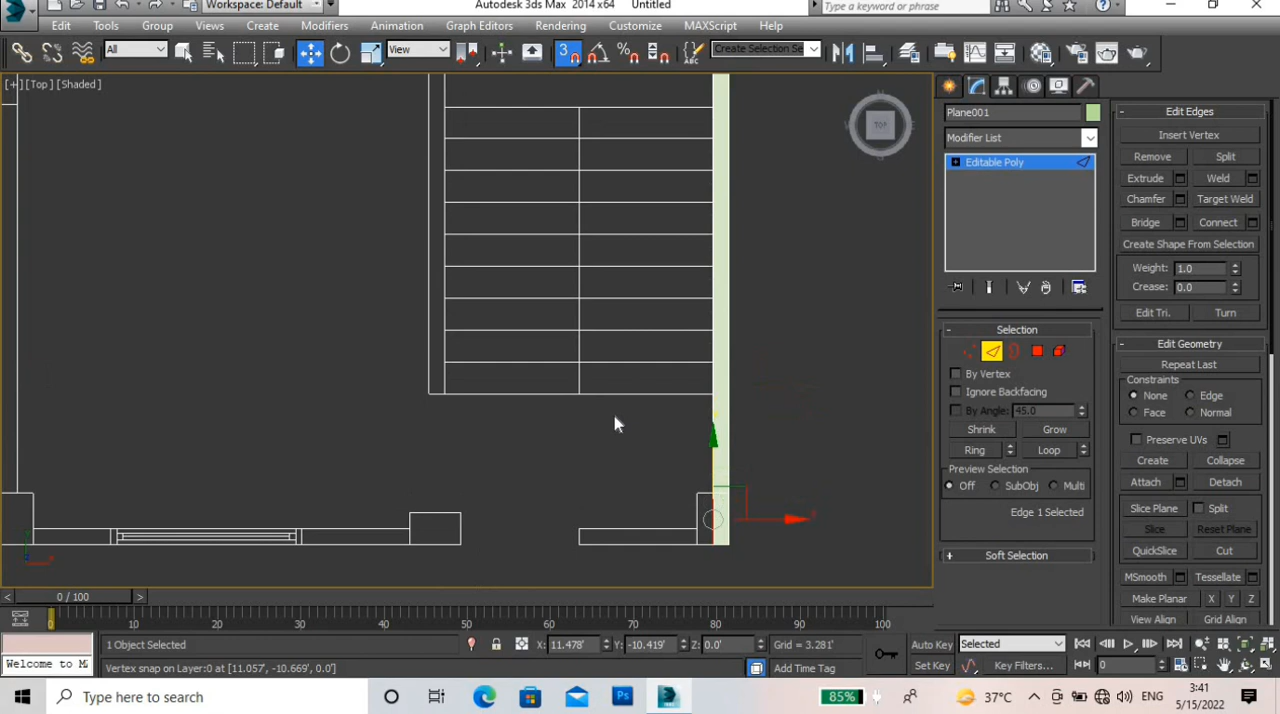 Workspace: Default
Autodesk 3ds Max 2014 x64 Untitled
Type a keyword or phrase
Edit Tools Group Views Create Modifiers Animation Graph Editors Rendering Customize MAXScript Help
All View 3 Create Selection Se
[+] [Top] [Shaded]
TOP
Plane001
Modifier List
Editable Poly
Selection
By Vertex
Ignore Backfacing
By Angle: 45.0
Shrink Grow
Ring Loop
Preview Selection
Off SubObj Multi
Edge 1 Selected
Soft Selection
Edit Edges
Insert Vertex
Remove Split
Extrude Weld
Chamfer Target Weld
Bridge Connect
Create Shape From Selection
Weight: 1.0
Crease: 0.0
Edit Tri. Turn
Edit Geometry
Repeat Last
Constraints
None Edge
Face Normal
Preserve UVs
Create Collapse
Attach Detach
Slice Plane Split
Slice Reset Plane
QuickSlice Cut
MSmooth Tessellate
Make Planar X Y Z
View Align Grid Align
0 / 100
0 10 20 30 40 50 60 70 80 90 100
1 Object Selected X: 11.478' Y: -10.419' Z: 0.0' Grid = 3.281' Auto Key Selected
Welcome to M Vertex snap on Layer:0 at [11.057', -10.669', 0.0'] Add Time Tag Set Key Key Filters... 0
Type here to search 85% 37°C ENG
3:41
5/15/2022